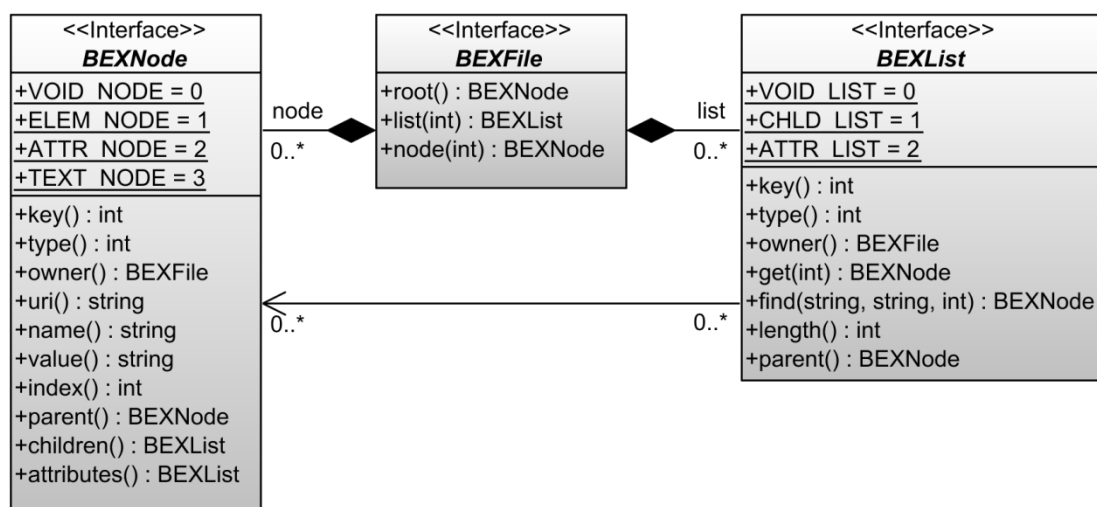 <<Interface>>
BEXNode
+VOID_NODE = 0
+ELEM_NODE = 1
+ATTR_NODE = 2
+TEXT_NODE = 3
+key() : int
+type() : int
+owner() : BEXFile
+uri() : string
+name() : string
+value() : string
+index() : int
+parent() : BEXNode
+children() : BEXList
+attributes() : BEXList
node
0..*
0..*
<<Interface>>
BEXFile
+root() : BEXNode
+list(int) : BEXList
+node(int) : BEXNode
list
0..*
0..*
<<Interface>>
BEXList
+VOID_LIST = 0
+CHLD_LIST = 1
+ATTR_LIST = 2
+key() : int
+type() : int
+owner() : BEXFile
+get(int) : BEXNode
+find(string, string, int) : BEXNode
+length() : int
+parent() : BEXNode